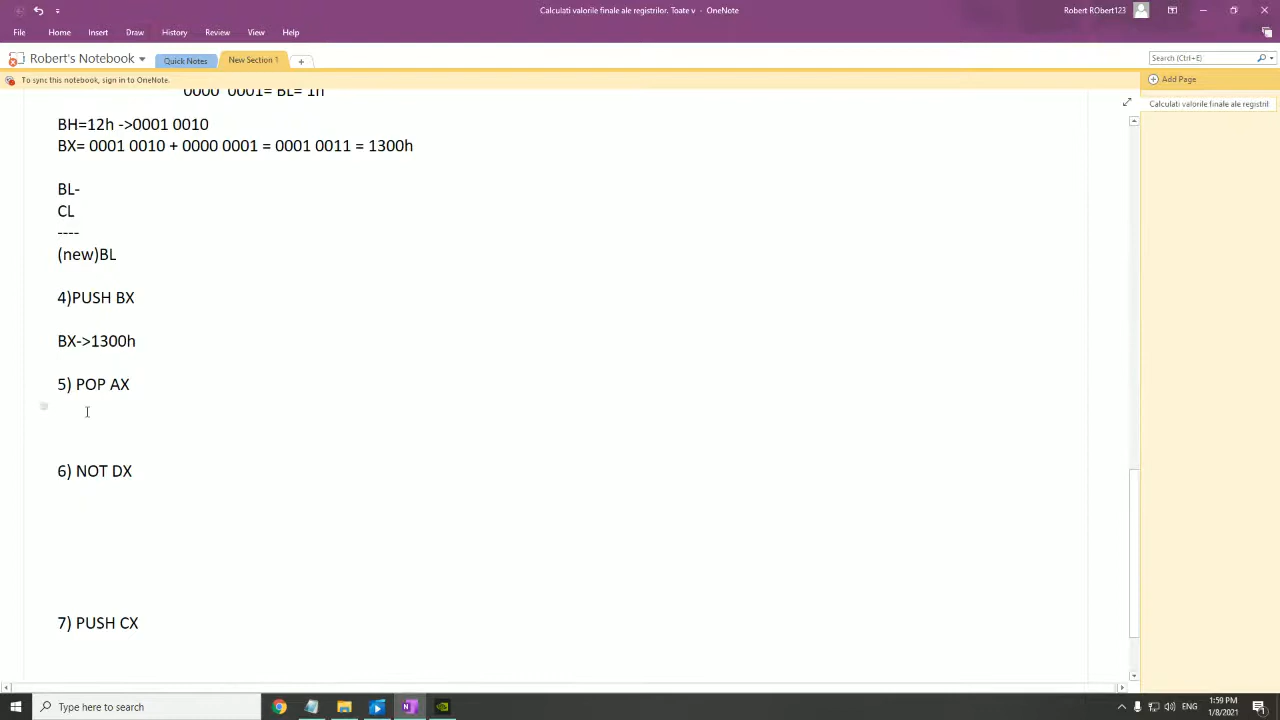 Calculati valorile finale ale registrilor. Toate v - OneNote
Robert RObert123
File Home Insert Draw History Review View Help
Robert's Notebook
Quick Notes
New Section 1
Search (Ctrl+E)
To sync this notebook, sign in to OneNote.
Add Page
Calculati valorile finale ale registril
0000 0001= BL= 1h
BH=12h ->0001 0010
BX= 0001 0010 + 0000 0001 = 0001 0011 = 1300h
BL-
CL
----
(new)BL
4)PUSH BX
BX->1300h
5) POP AX
6) NOT DX
7) PUSH CX
Type here to search
ENG
1:59 PM
1/8/2021